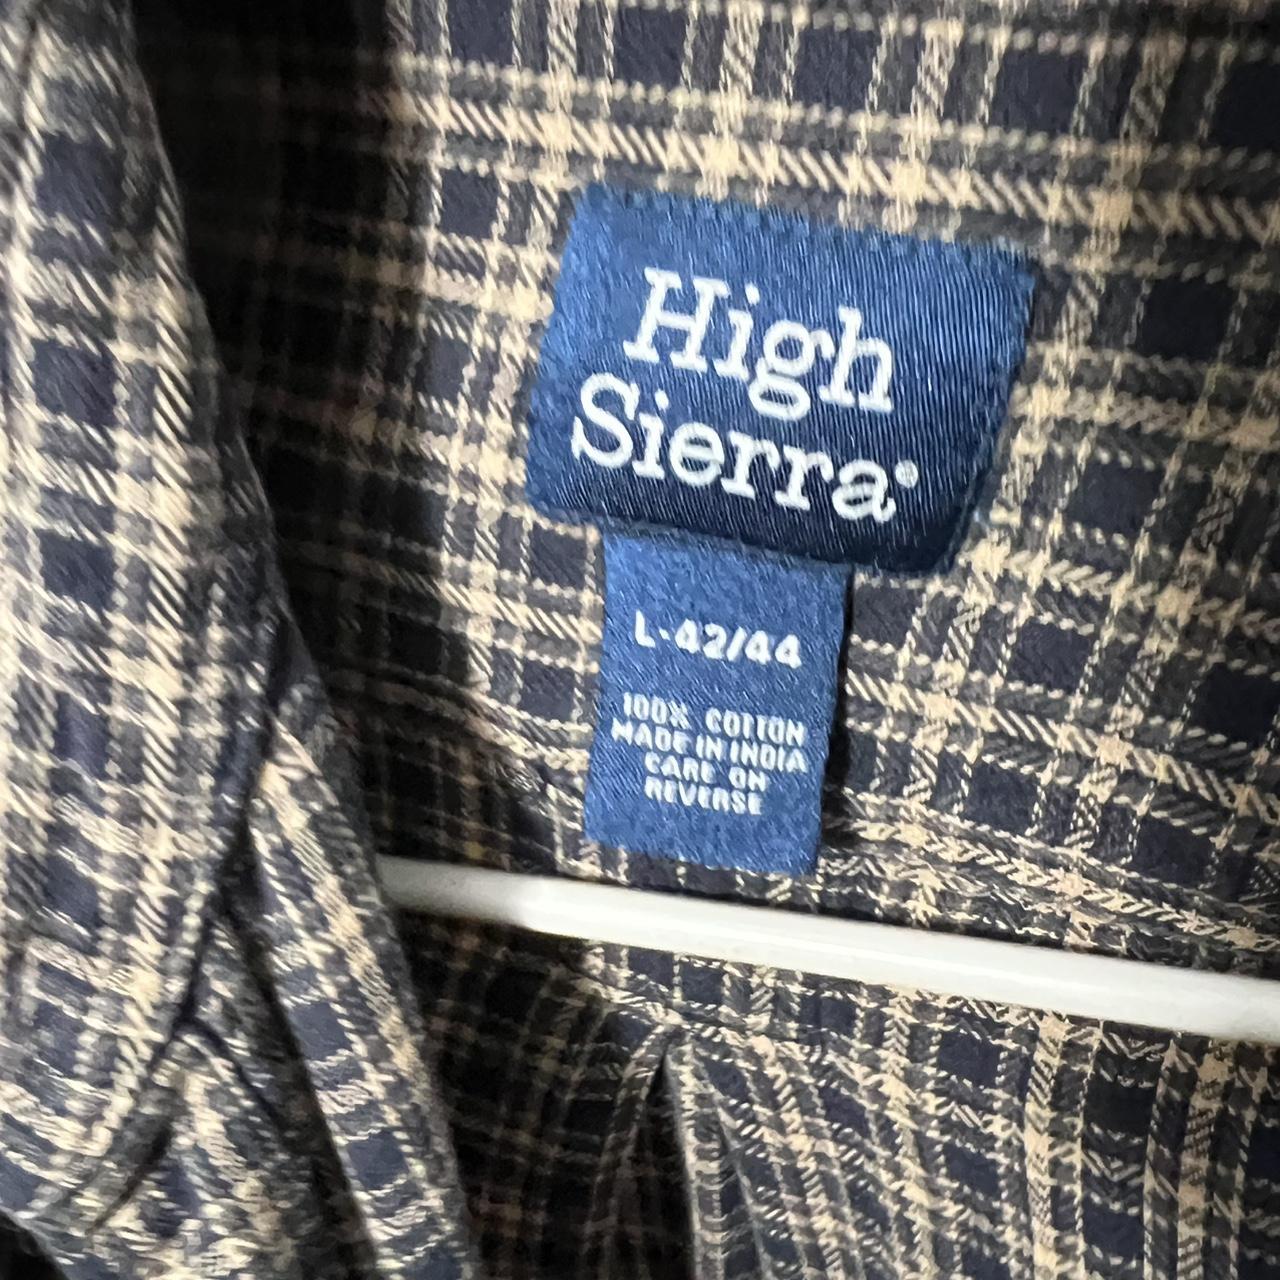 High
Sierra®
L-42/44
100% COTTON
MADE IN INDIA
CARE ON
REVERSE